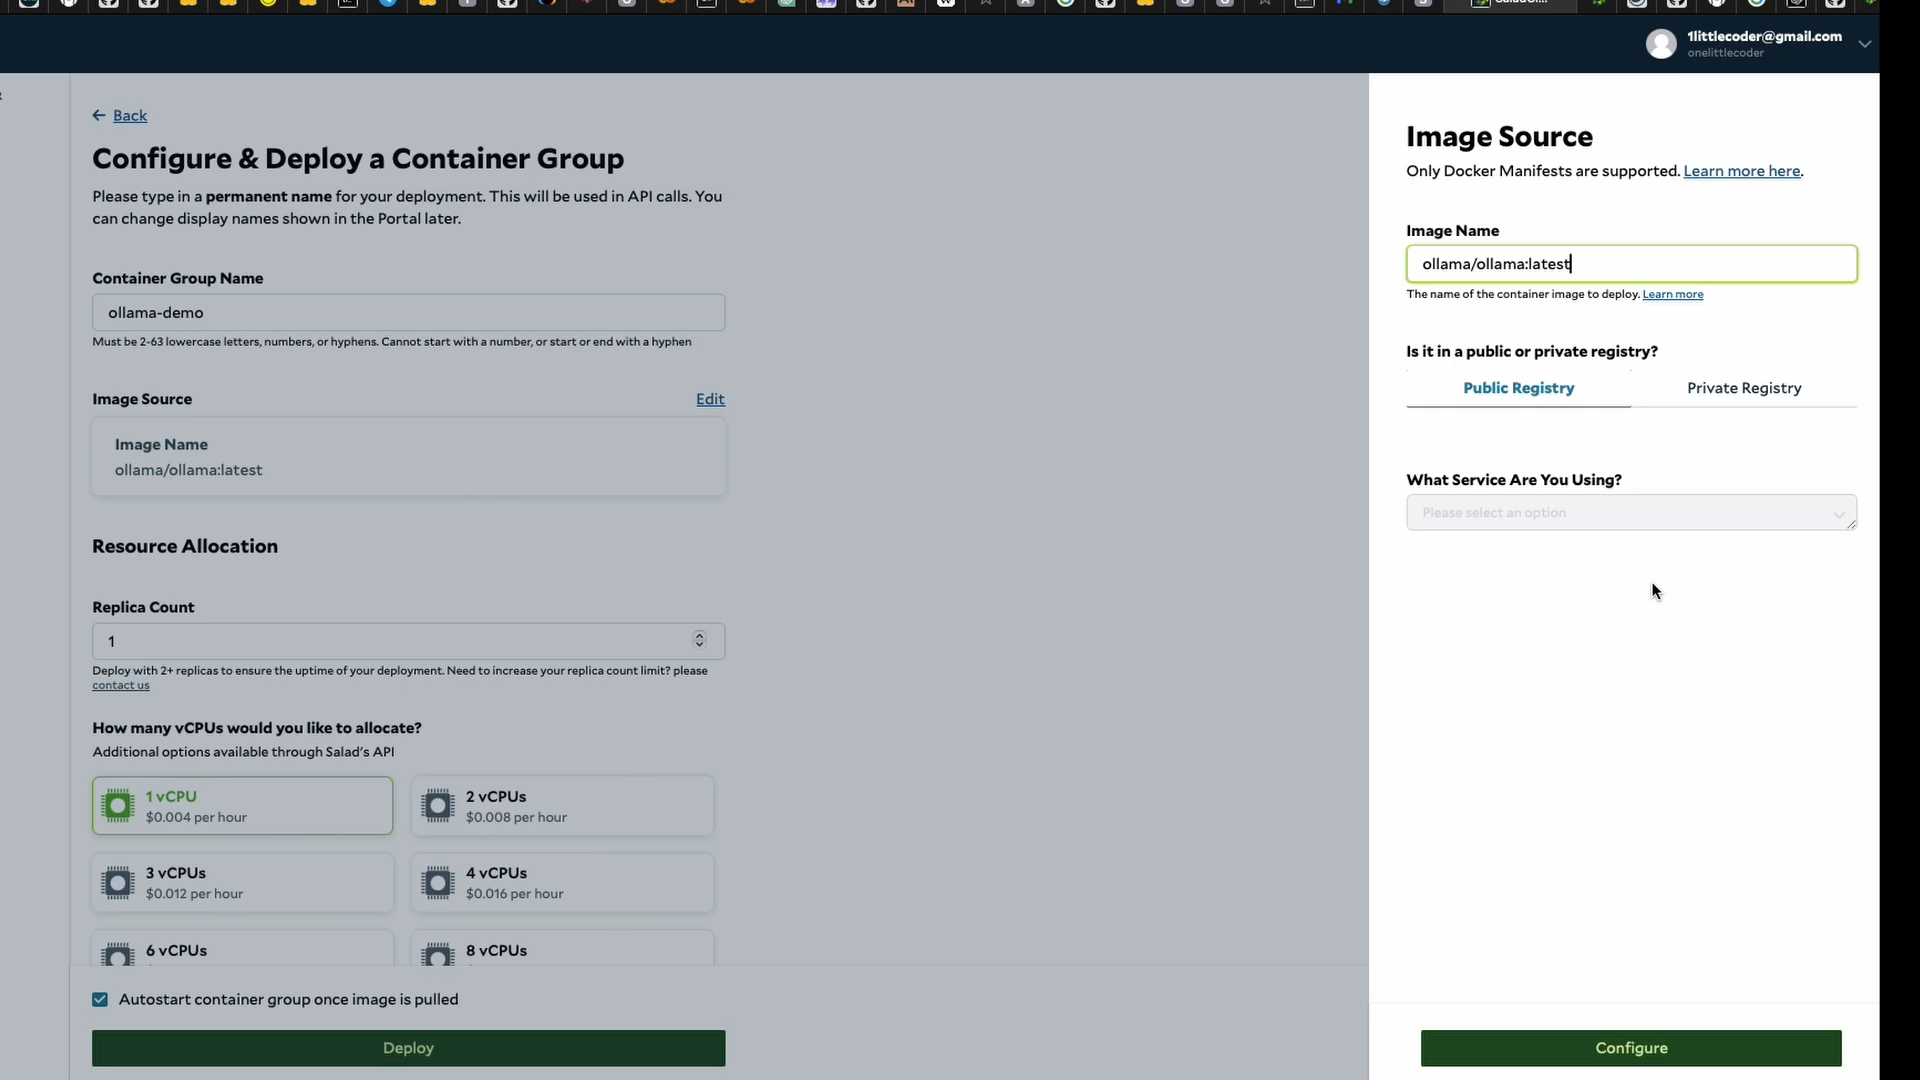 1littlecoder@gmail.com
onelittlecoder
Back
Configure & Deploy a Container Group
Please type in a permanent name for your deployment. This will be used in API calls. You
can change display names shown in the Portal later.
Container Group Name
ollama-demo
Must be 2-63 lowercase letters, numbers, or hyphens. Cannot start with a number, or start or end with a hyphen
Image Source
Edit
Image Name
ollama/ollama:latest
Resource Allocation
Replica Count
1
Deploy with 2+ replicas to ensure the uptime of your deployment. Need to increase your replica count limit? please
contact us
How many vCPUs would you like to allocate?
Additional options available through Salad's API
1 vCPU
$0.004 per hour
2 vCPUs
$0.008 per hour
3 vCPUs
$0.012 per hour
4 vCPUs
$0.016 per hour
6 vCPUs
8 vCPUs
Autostart container group once image is pulled
Deploy
Image Source
Only Docker Manifests are supported. Learn more here.
Image Name
ollama/ollama:latest
The name of the container image to deploy. Learn more
Is it in a public or private registry?
Public Registry
Private Registry
What Service Are You Using?
Please select an option
Configure